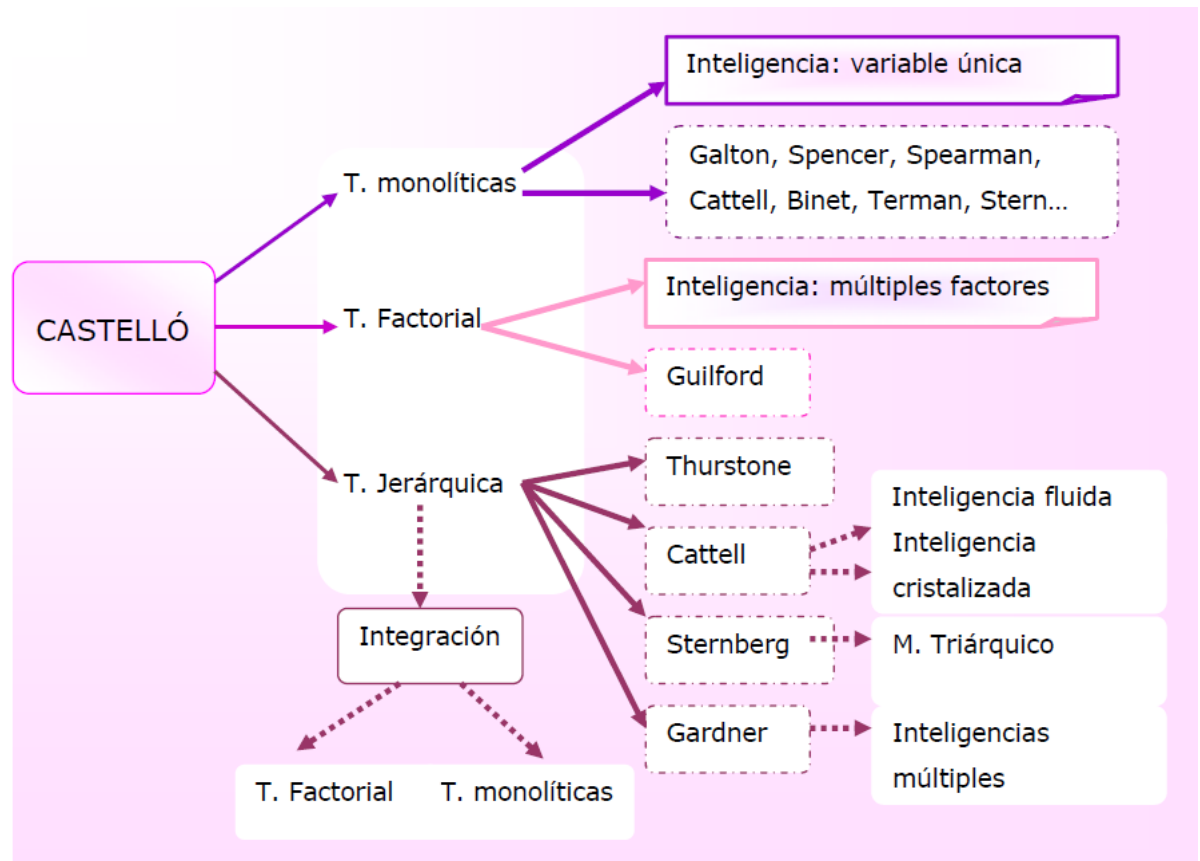 CASTELLÓ
T. monolíticas
Inteligencia: variable única
Galton, Spencer, Spearman,
Cattell, Binet, Terman, Stern...
T. Factorial
Inteligencia: múltiples factores
Guilford
T. Jerárquica
Thurstone
Cattell
Inteligencia fluida
Inteligencia
cristalizada
Sternberg
M. Triárquico
Gardner
Inteligencias
múltiples
Integración
T. Factorial
T. monolíticas